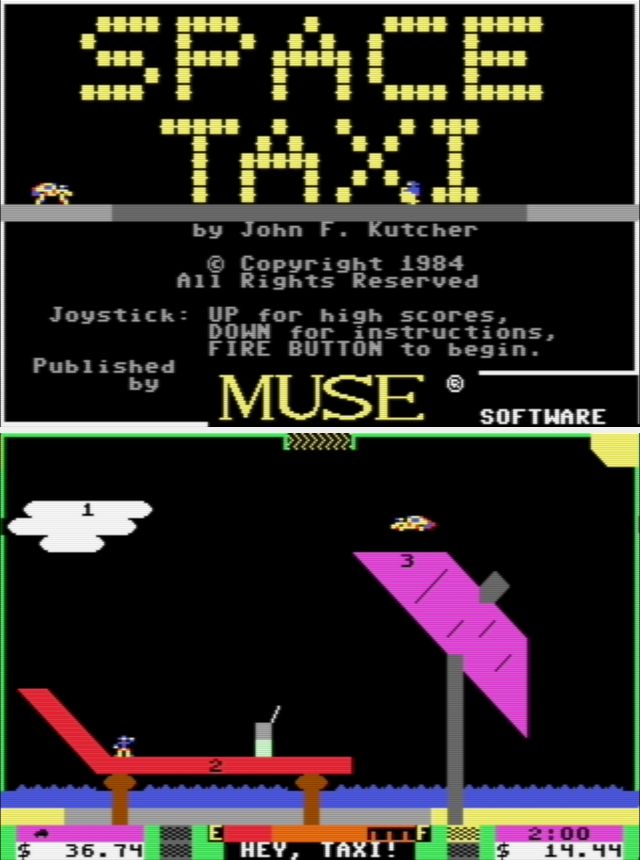 SPACE
TAXI
by John F. Kutcher
© Copyright 1984
All Rights Reserved
Joystick: UP for high scores,
DOWN for instructions,
FIRE BUTTON to begin.
Published
by
MUSE ®
SOFTWARE
1
3
2
E F 2:00
$ 36.74 HEY, TAXI! $ 14.44